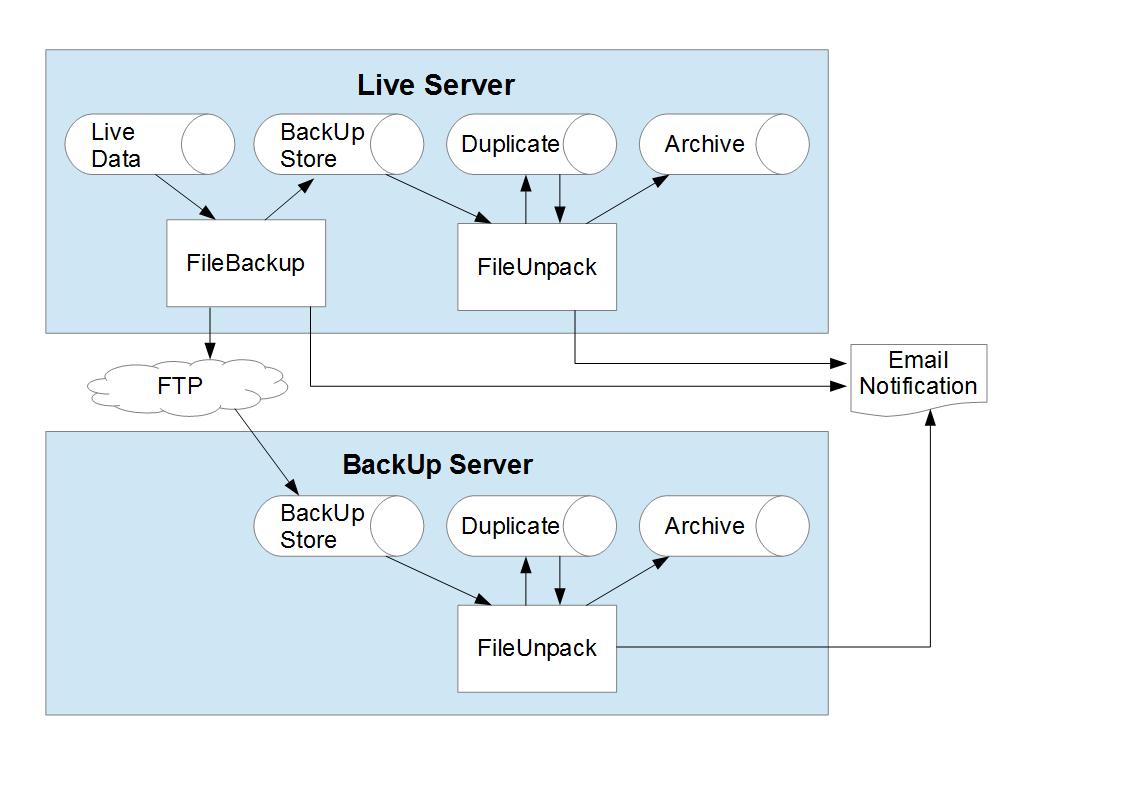 Live Server
Live
Data
BackUp
Store
Duplicate
Archive
FileBackup
FileUnpack
FTP
Email
Notification
BackUp Server
BackUp
Store
Duplicate
Archive
FileUnpack